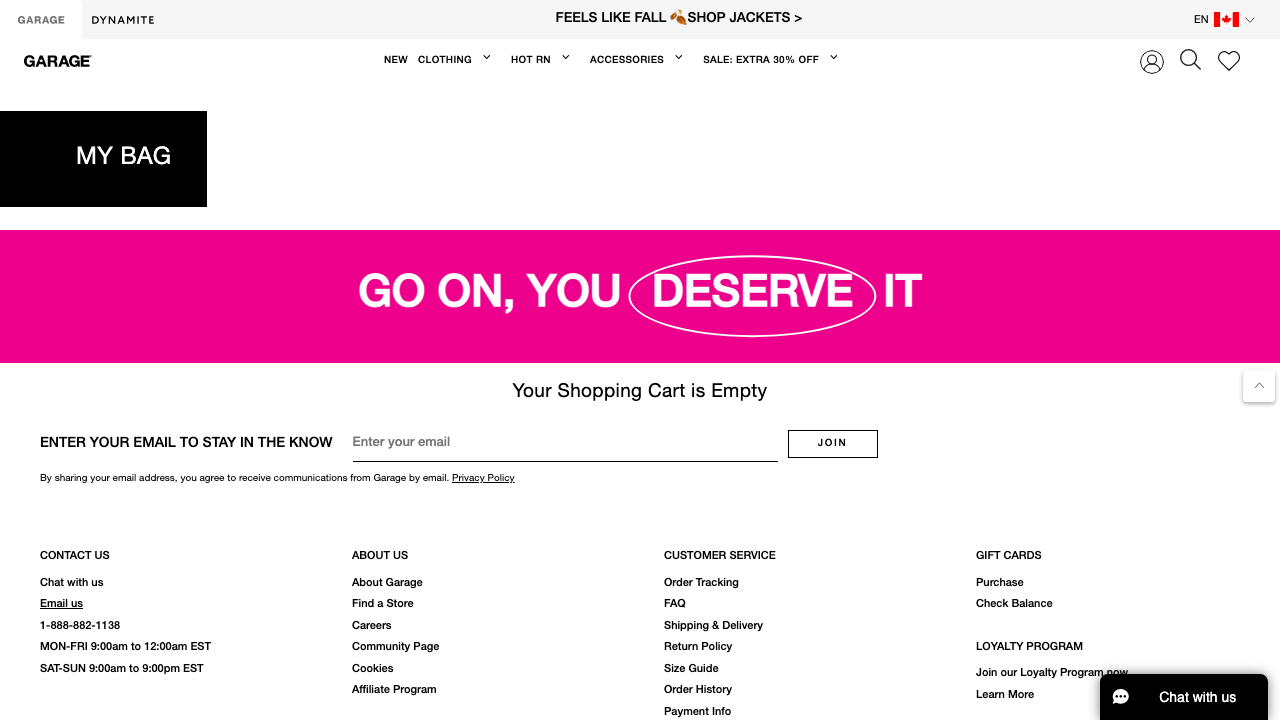 GARAGE
DYNAMITE
FEELS LIKE FALL 🍂SHOP JACKETS >
EN
GARAGE
NEW
CLOTHING
HOT RN
ACCESSORIES
SALE: EXTRA 30% OFF
MY BAG
GO ON, YOU DESERVE IT
Your Shopping Cart is Empty
ENTER YOUR EMAIL TO STAY IN THE KNOW
Enter your email
JOIN
By sharing your email address, you agree to receive communications from Garage by email. Privacy Policy
CONTACT US
Chat with us
Email us
1-888-882-1138
MON-FRI 9:00am to 12:00am EST
SAT-SUN 9:00am to 9:00pm EST
ABOUT US
About Garage
Find a Store
Careers
Community Page
Cookies
Affiliate Program
CUSTOMER SERVICE
Order Tracking
FAQ
Shipping & Delivery
Return Policy
Size Guide
Order History
Payment Info
GIFT CARDS
Purchase
Check Balance
LOYALTY PROGRAM
Join our Loyalty Program now
Learn More
Chat with us